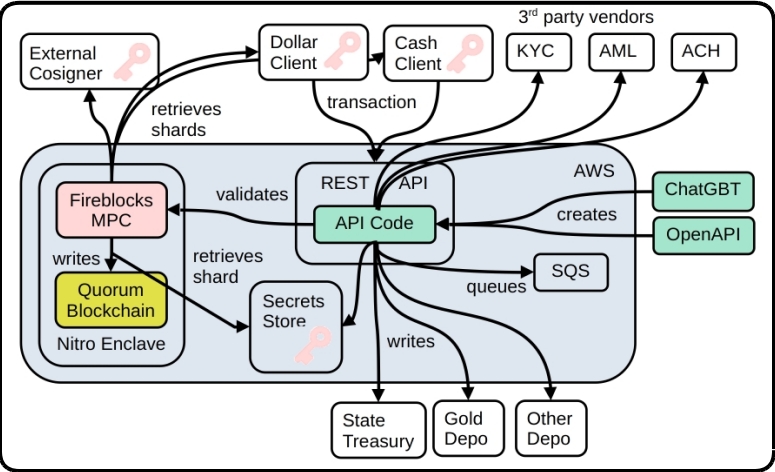 3rd party vendors
External
Cosigner
Dollar
Client
Cash
Client
KYC
AML
ACH
retrieves
shards
transaction
REST API
AWS
Fireblocks
MPC
validates
API Code
ChatGBT
creates
OpenAPI
writes
retrieves
shard
SQS
queues
Quorum
Blockchain
Secrets
Store
Nitro Enclave
writes
State
Treasury
Gold
Depo
Other
Depo